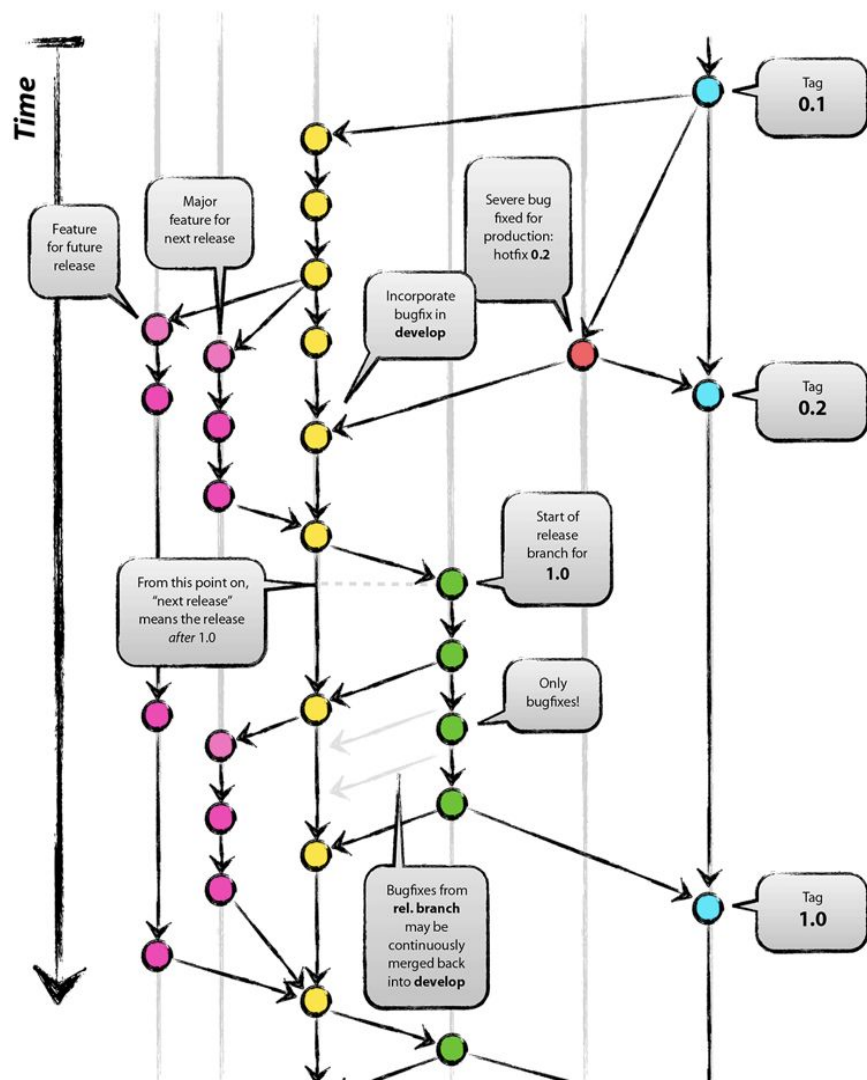 Time
Tag
0.1
Major
feature for
next release
Feature
for future
release
Severe bug
fixed for
production:
hotfix 0.2
Incorporate
bugfix in
develop
Tag
0.2
Start of
release
branch for
1.0
From this point on,
“next release”
means the release
after 1.0
Only
bugfixes!
Bugfixes from
rel. branch
may be
continuously
merged back
into develop
Tag
1.0